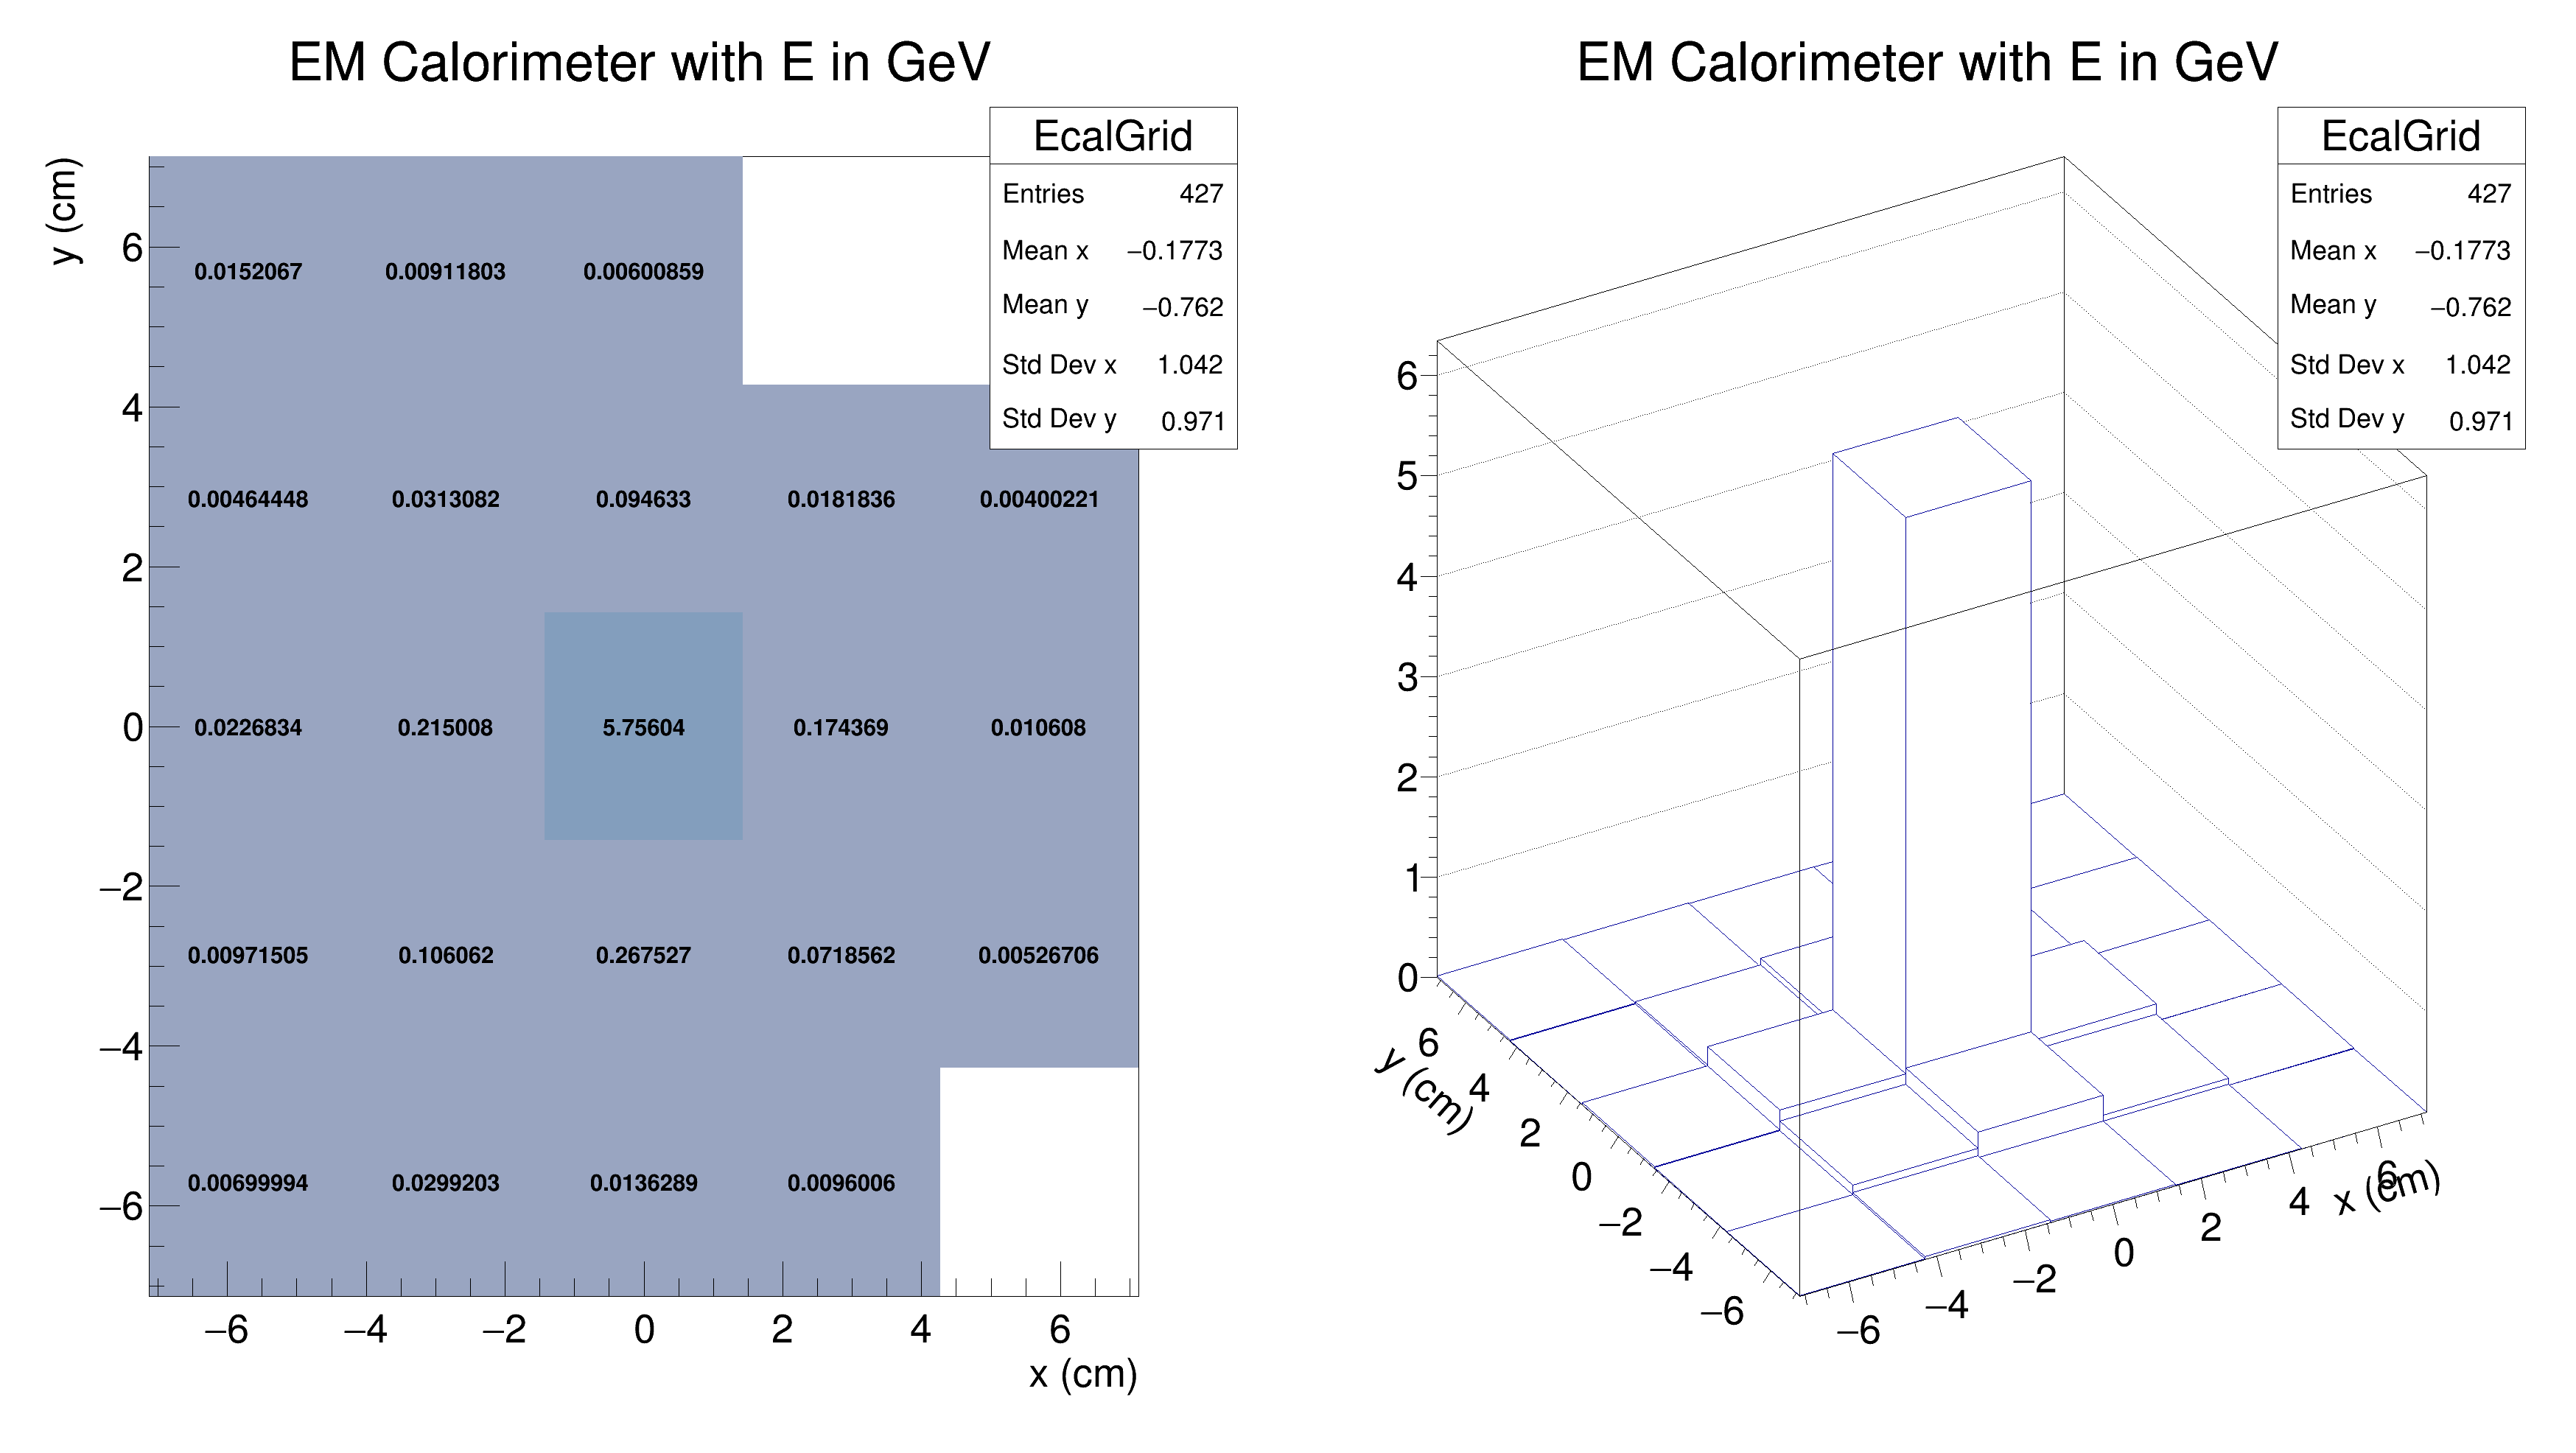 EM Calorimeter with E in GeV
EcalGrid
Entries 427
Mean x −0.1773
Mean y −0.762
Std Dev x 1.042
Std Dev y 0.971
y (cm)
6
4
2
0
−2
−4
−6
0.0152067 0.00911803 0.00600859
0.00464448 0.0313082 0.094633 0.0181836 0.00400221
0.0226834 0.215008 5.75604 0.174369 0.010608
0.00971505 0.106062 0.267527 0.0718562 0.00526706
0.00699994 0.0299203 0.0136289 0.0096006
−6 −4 −2 0 2 4 6
x (cm)
EM Calorimeter with E in GeV
EcalGrid
Entries 427
Mean x −0.1773
Mean y −0.762
Std Dev x 1.042
Std Dev y 0.971
6
5
4
3
2
1
0
y (cm)
6
4
2
0
−2
−4
−6
−6 −4 −2 0 2 4 6
x (cm)